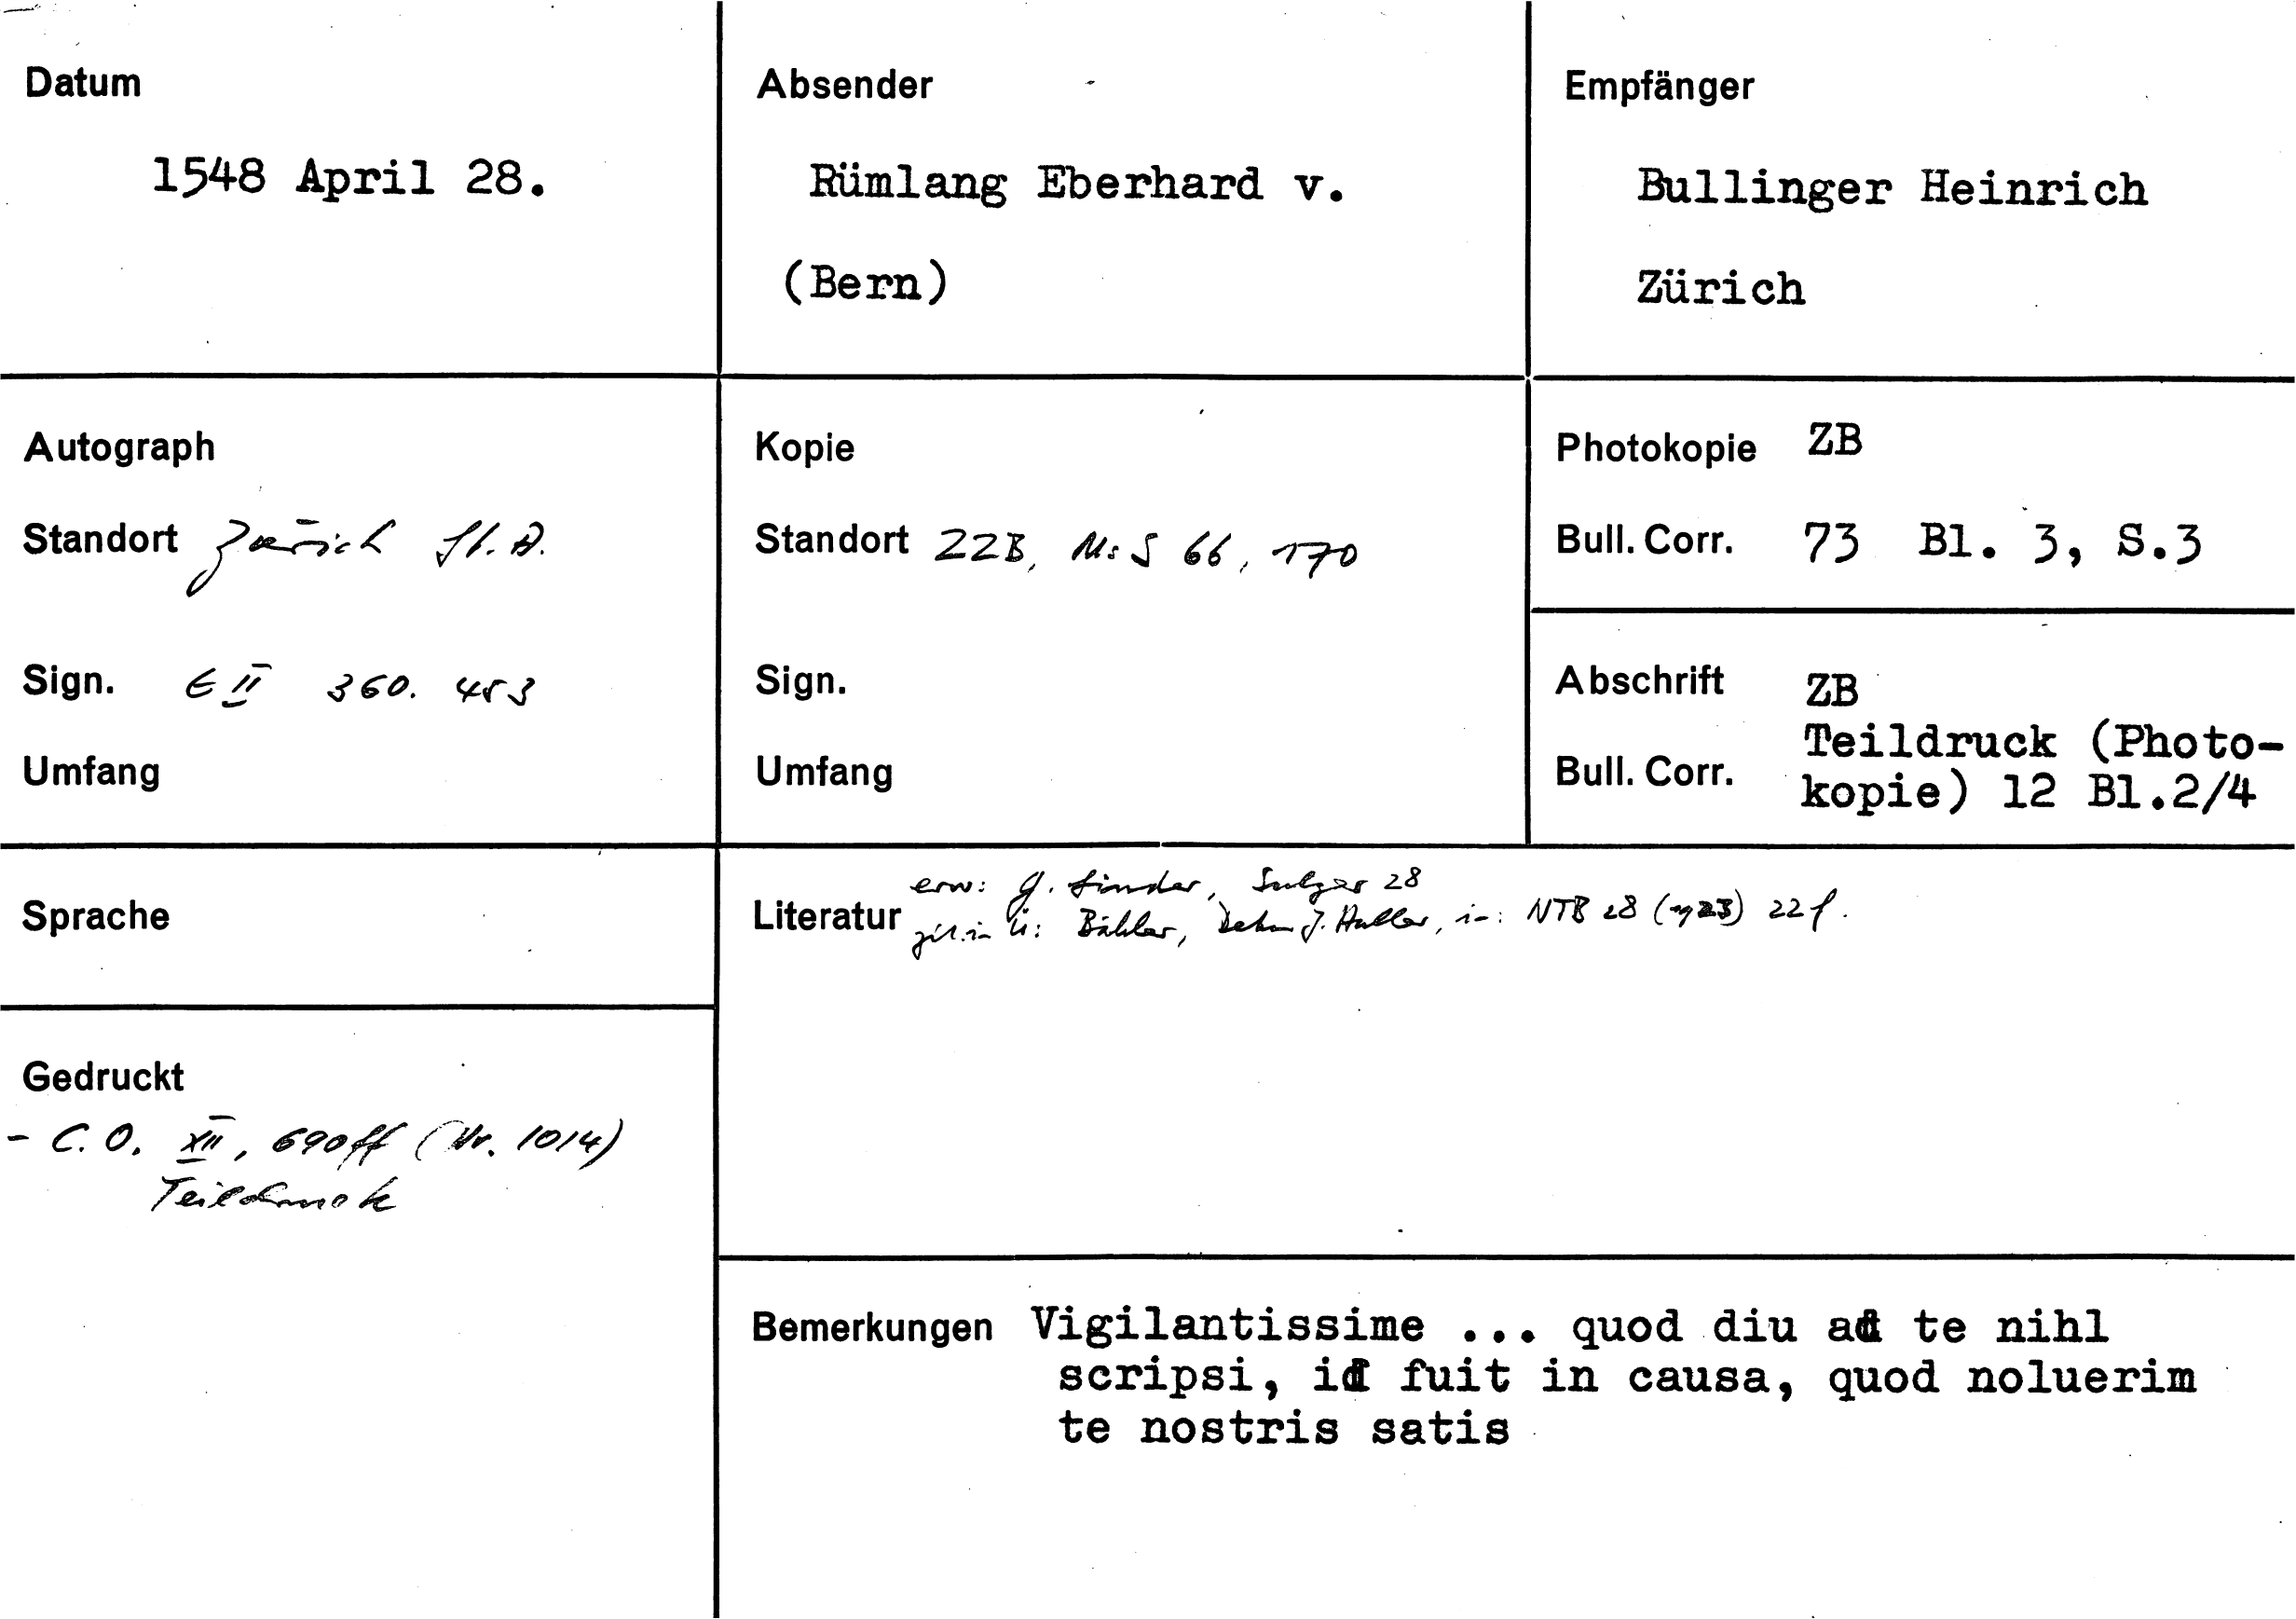 Datum
1548 April 28.
Absender
Rümlang Eberhard v.
(Bern)
Empfänger
Bullinger Heinrich
Zürich
Autograph
Standort Zürich St. A.
Sign. E II 360. 453
Umfang
Kopie
Standort ZZB, Ms S 66, 170
Sign.
Umfang
Photokopie ZB
Bull. Corr. 73 Bl. 3, S.3
Abschrift ZB
Teildruck (Photo-
Bull. Corr. kopie) 12 Bl.2/4
Sprache
Literatur
erw: G. Linder, Sulzer 28
zit. in Ü: Bähler, Dekan J. Haller, in: NTB 28 (1923) 22 f.
Gedruckt
- C. O. XII, 690ff (Nr. 1014)
Teildruck
Bemerkungen Vigilantissime ... quod diu ad te nihl
scripsi, id fuit in causa, quod noluerim
te nostris satis